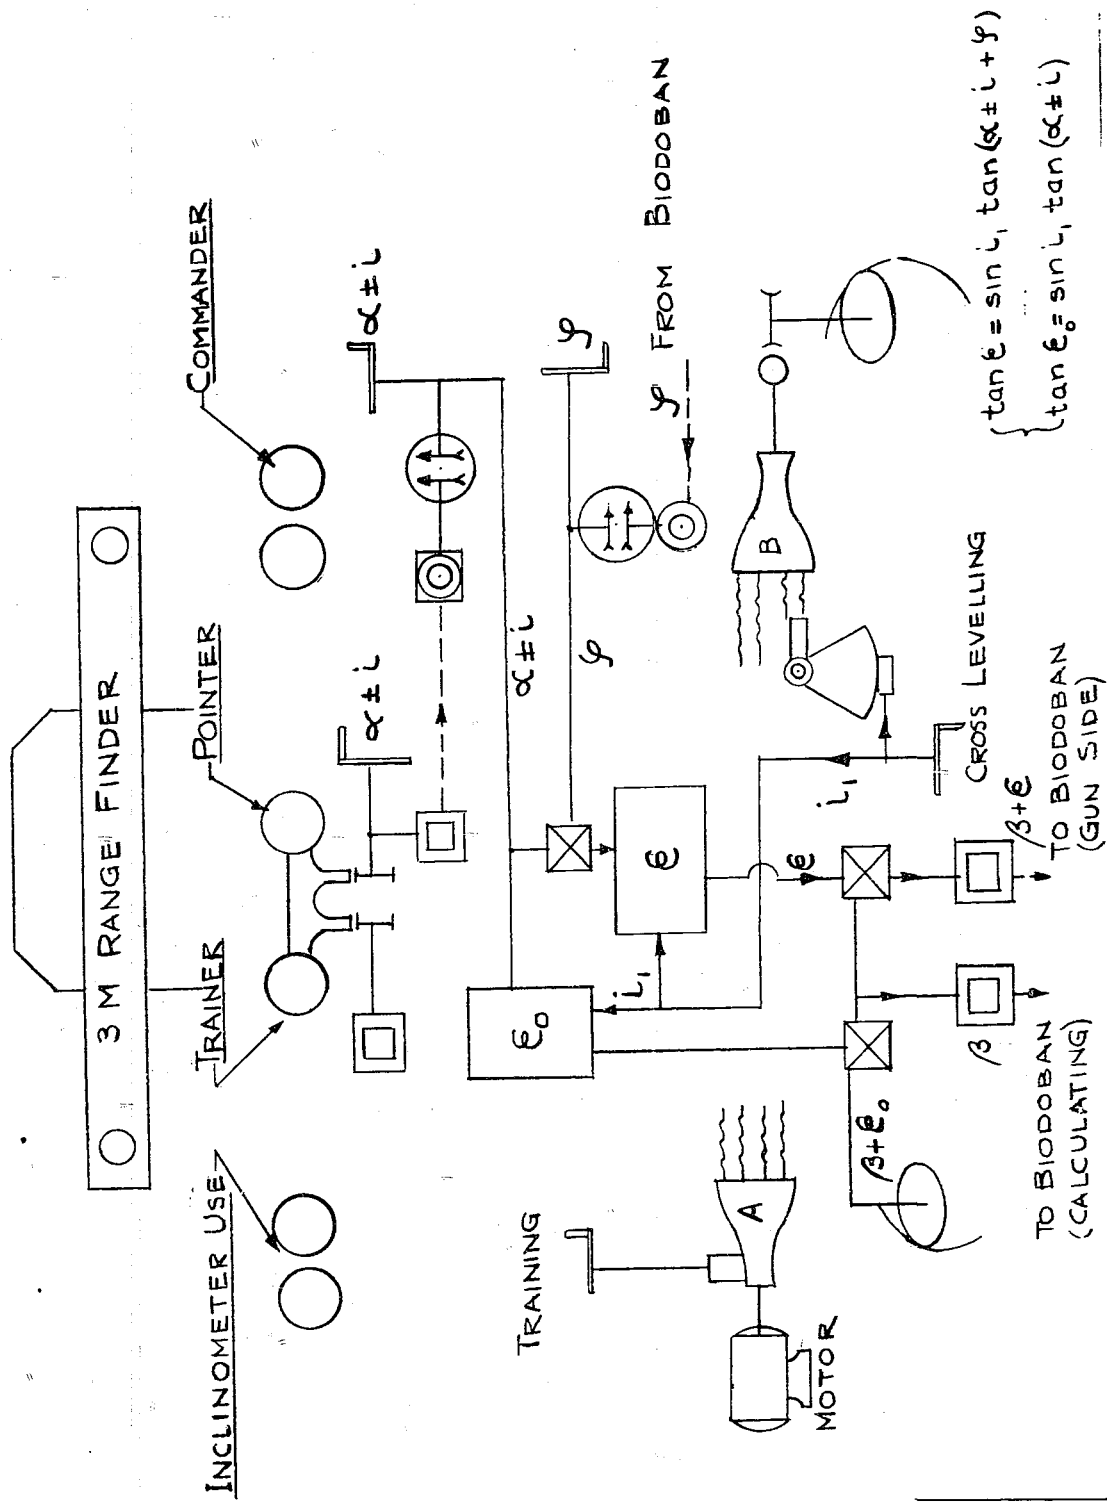 3 M RANGE FINDER
INCLINOMETER USE
TRAINER
POINTER
COMMANDER
α ± i
α ± i
α ± i
φ
φ
φ FROM BIODOBAN
ϵ₀
ϵ
i₁
i₁
ϵ
TRAINING
MOTOR
A
B
CROSS LEVELLING
β+ϵ₀
β
TO BIODOBAN
(CALCULATING)
β+ϵ
TO BIODOBAN
(GUN SIDE)
tan ϵ = sin i₁ tan (α ± i + φ)
tan ϵ₀ = sin i₁ tan (α ± i)